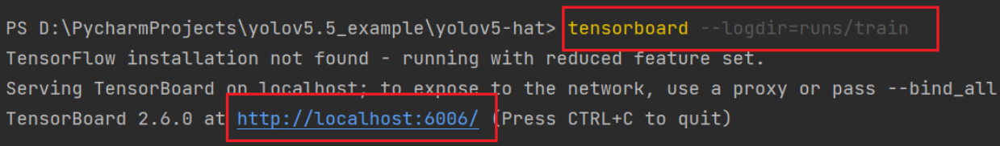 PS D:\PycharmProjects\yolov5.5_example\yolov5-hat> tensorboard --logdir=runs/train
TensorFlow installation not found - running with reduced feature set.
Serving TensorBoard on localhost; to expose to the network, use a proxy or pass --bind_all
TensorBoard 2.6.0 at http://localhost:6006/ (Press CTRL+C to quit)